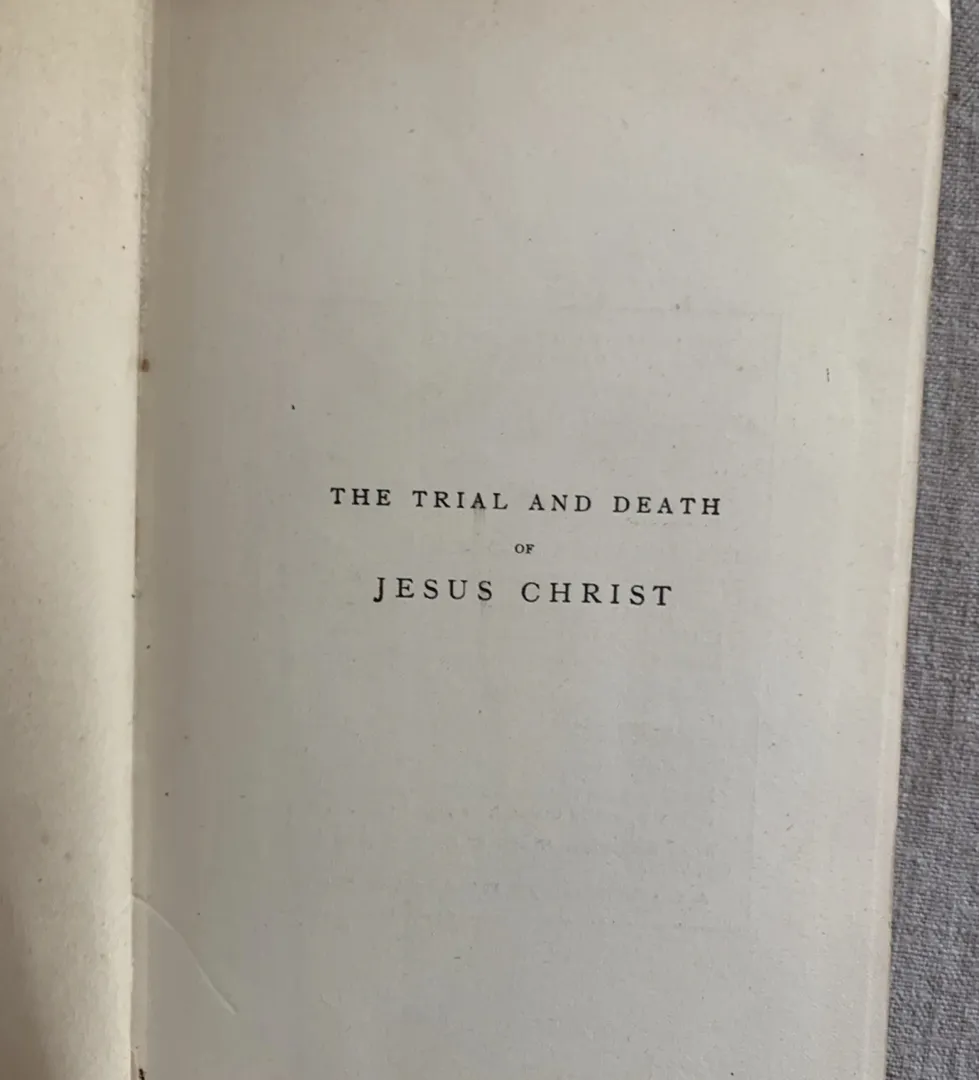 THE TRIAL AND DEATH
OF
JESUS CHRIST